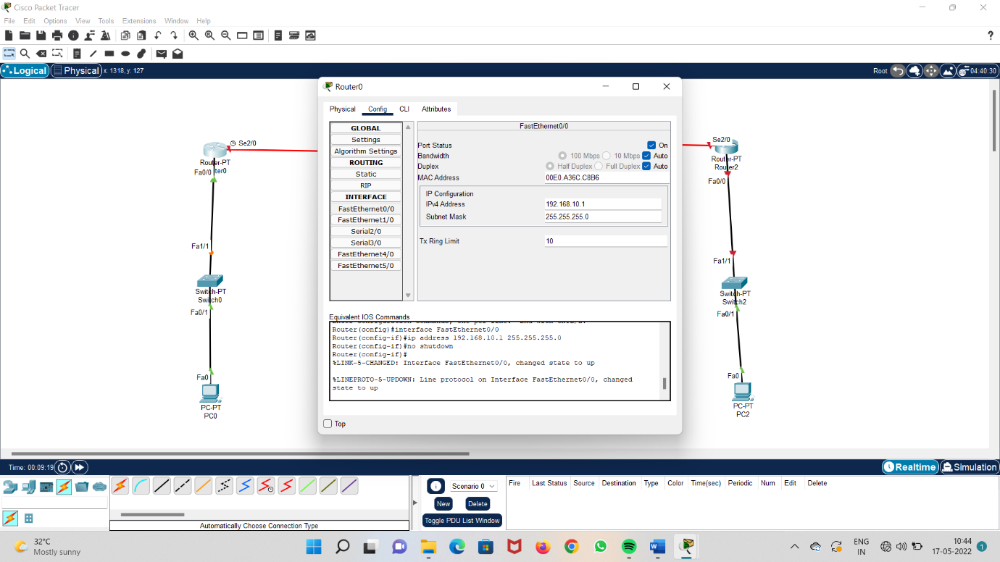 Cisco Packet Tracer
File Edit Options View Tools Extensions Window Help
?
Logical Physical x: 1318, y: 127 Root 04:40:30
Router0
Physical Config CLI Attributes
GLOBAL
Settings
Algorithm Settings
ROUTING
Static
RIP
INTERFACE
FastEthernet0/0
FastEthernet1/0
Serial2/0
Serial3/0
FastEthernet4/0
FastEthernet5/0
FastEthernet0/0
Port Status On
Bandwidth 100 Mbps 10 Mbps Auto
Duplex Half Duplex Full Duplex Auto
MAC Address 00E0.A36C.C8B6
IP Configuration
IPv4 Address 192.168.10.1
Subnet Mask 255.255.255.0
Tx Ring Limit 10
Equivalent IOS Commands
Router(config)#interface FastEthernet0/0
Router(config-if)#ip address 192.168.10.1 255.255.255.0
Router(config-if)#no shutdown
Router(config-if)#
%LINK-5-CHANGED: Interface FastEthernet0/0, changed state to up
%LINEPROTO-5-UPDOWN: Line protocol on Interface FastEthernet0/0, changed
state to up
Top
Se2/0
Router-PT
Fa0/0 ter0
Fa1/1
Switch-PT
Switch0
Fa0/1
Fa0
PC-PT
PC0
Se2/0
Router-PT
Router2
Fa0/0
Fa1/1
Switch-PT
Switch2
Fa0/1
Fa0
PC-PT
PC2
Time: 00:09:19 Realtime Simulation
Automatically Choose Connection Type
Scenario 0
New Delete
Toggle PDU List Window
Fire Last Status Source Destination Type Color Time(sec) Periodic Num Edit Delete
32°C
Mostly sunny
ENG
IN
10:44
17-05-2022
1